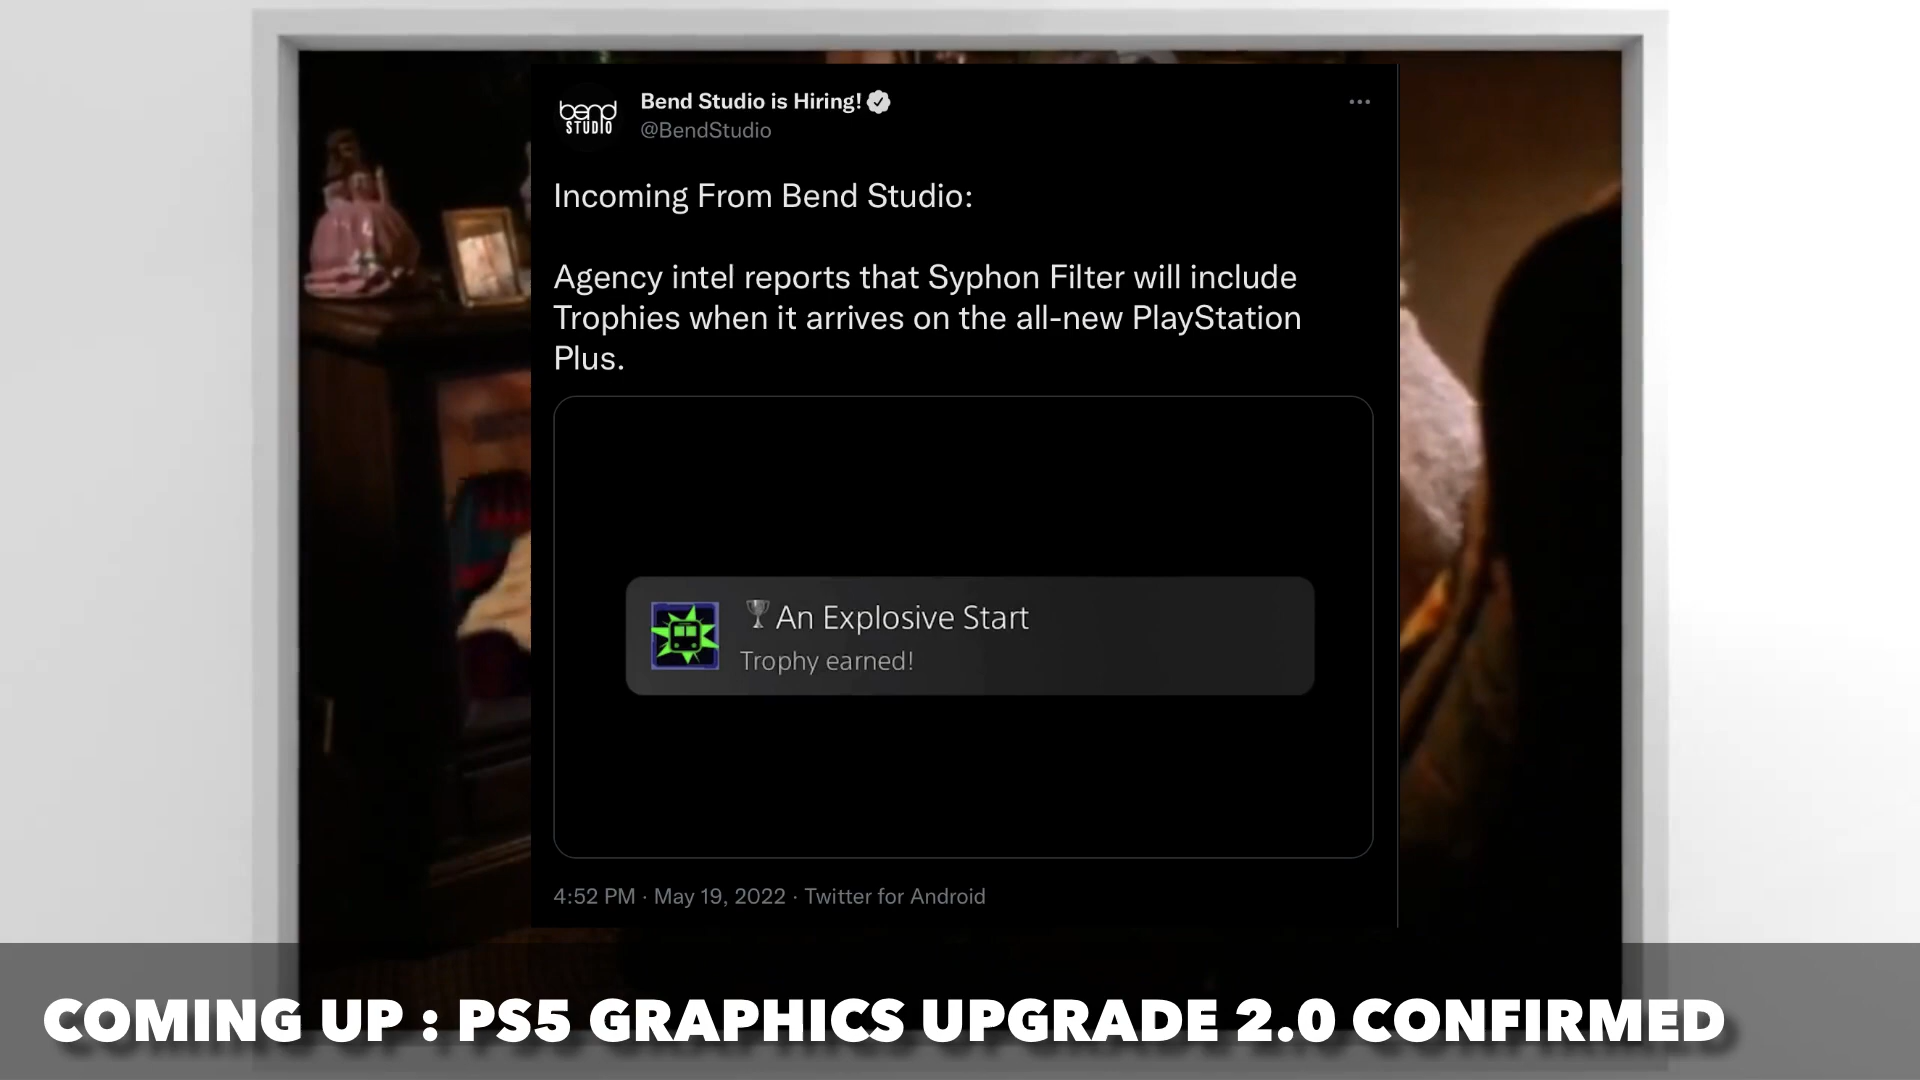 bend
STUDIO
Bend Studio is Hiring!
@BendStudio
Incoming From Bend Studio:
Agency intel reports that Syphon Filter will include
Trophies when it arrives on the all-new PlayStation
Plus.
An Explosive Start
Trophy earned!
4:52 PM · May 19, 2022 · Twitter for Android
COMING UP : PS5 GRAPHICS UPGRADE 2.0 CONFIRMED